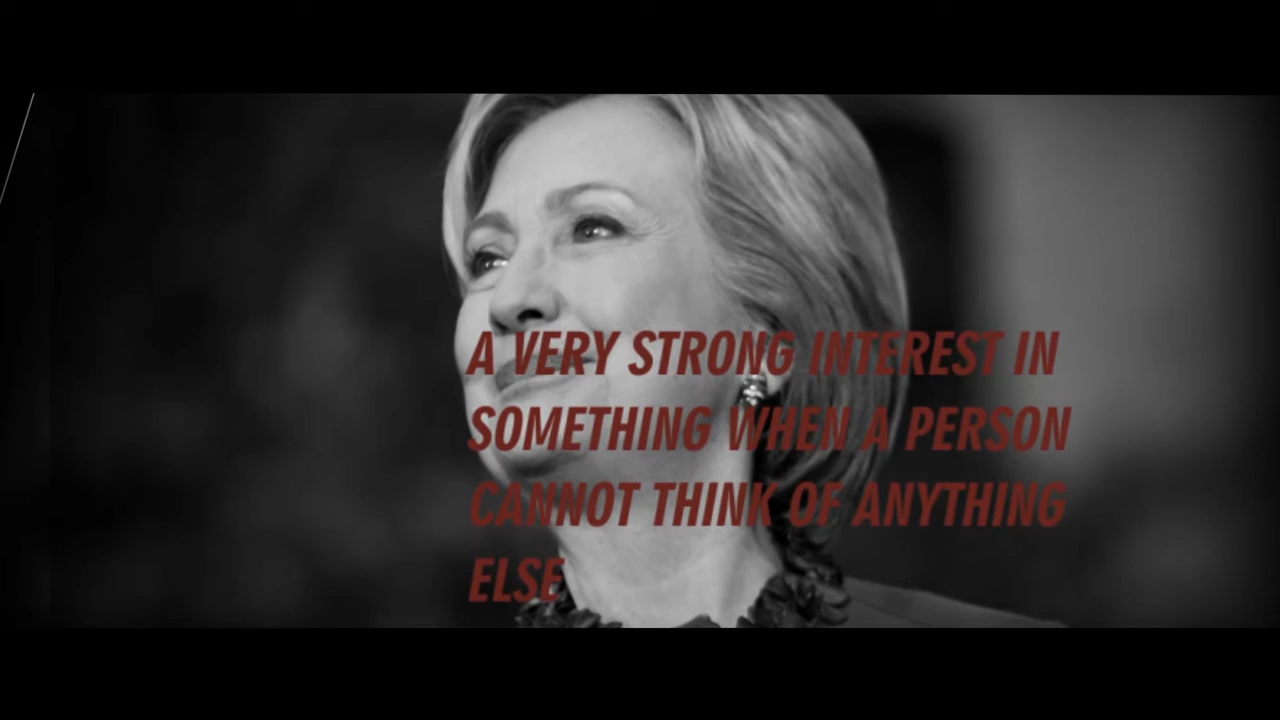 A VERY STRONG INTEREST IN
SOMETHING WHEN A PERSON
CANNOT THINK OF ANYTHING
ELSE